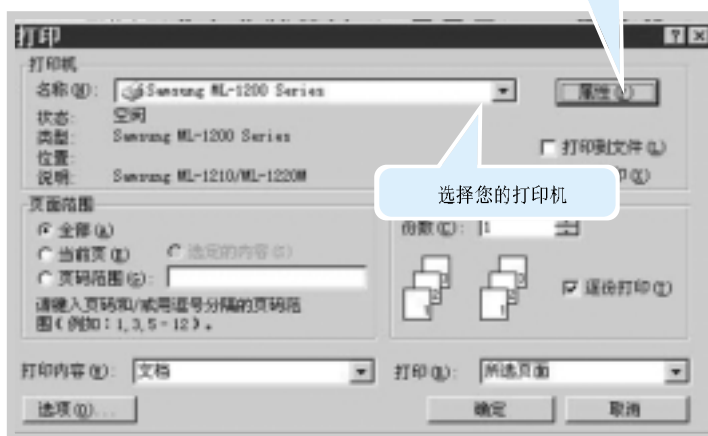 打印
打印机
名称(N): Samsung ML-1200 Series
属性(P)
状态: 空闲
类型: Samsung ML-1200 Series
位置:
打印到文件(L)
说明: Samsung ML-1210/ML-1220M
选择您的打印机
页面范围
全部(A)
份数(C): 1
当前页(E) 选定的内容(S)
页码范围(G):
逐份打印(T)
请键入页码和/或用逗号分隔的页码范
围(例如:1,3,5-12)。
打印内容(W): 文档
打印(R): 所选页面
选项(O)...
确定
取消